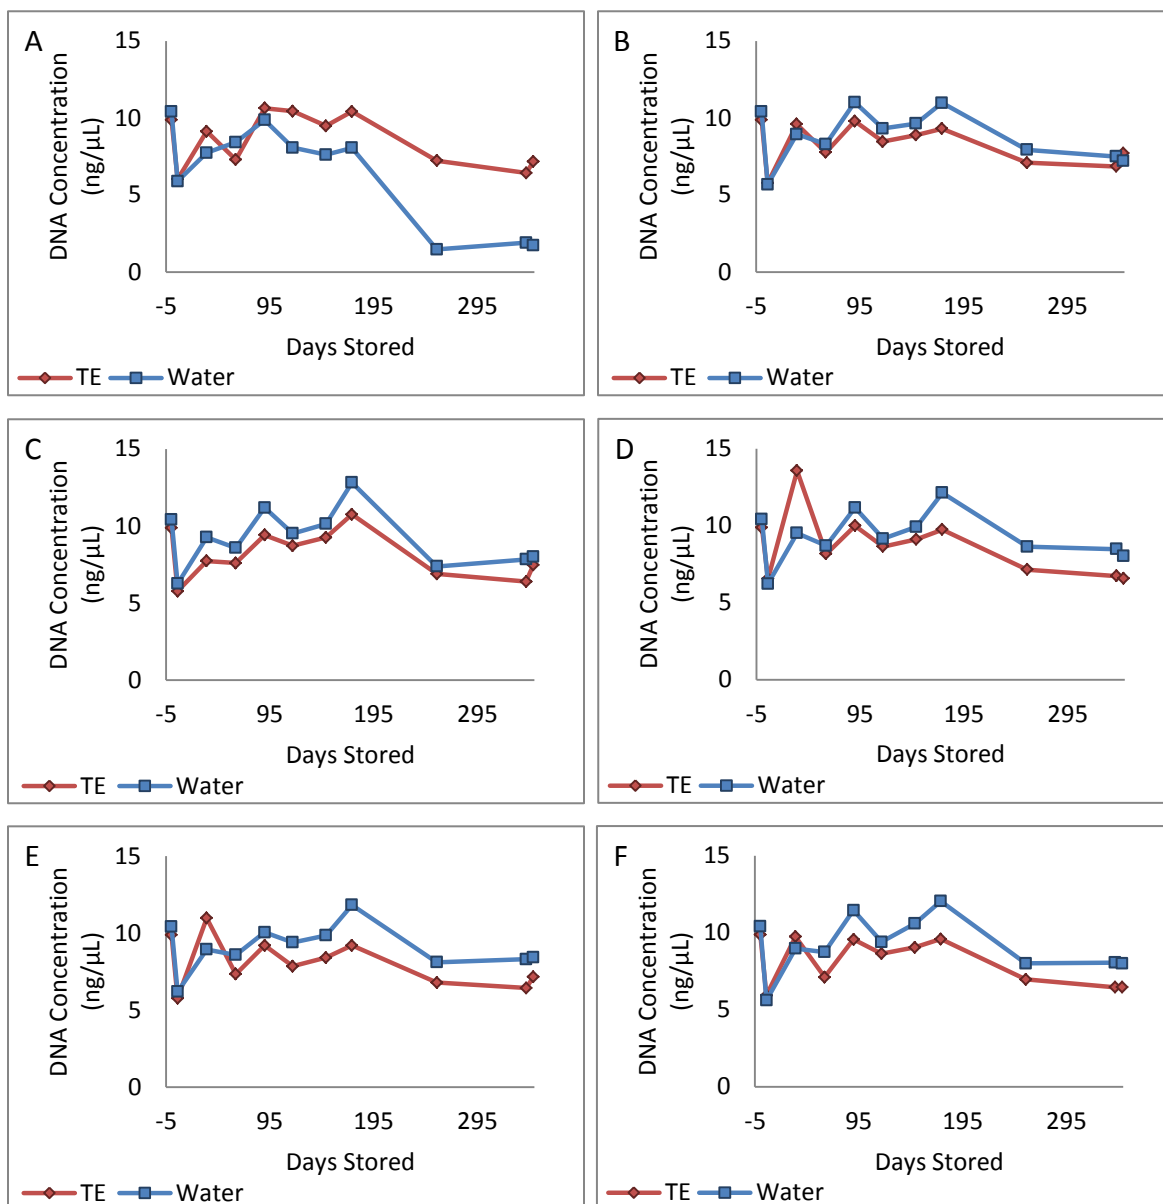 A
DNA Concentration
(ng/µL)
15
10
5
0
-5 95 195 295
Days Stored
TE Water
B
DNA Concentration
(ng/µL)
15
10
5
0
-5 95 195 295
Days Stored
TE Water
C
DNA Concentration
(ng/µL)
15
10
5
0
-5 95 195 295
Days Stored
TE Water
D
DNA Concentration
(ng/µL)
15
10
5
0
-5 95 195 295
Days Stored
TE Water
E
DNA Concentration
(ng/µL)
15
10
5
0
-5 95 195 295
Days Stored
TE Water
F
DNA Concentration
(ng/µL)
15
10
5
0
-5 95 195 295
Days Stored
TE Water